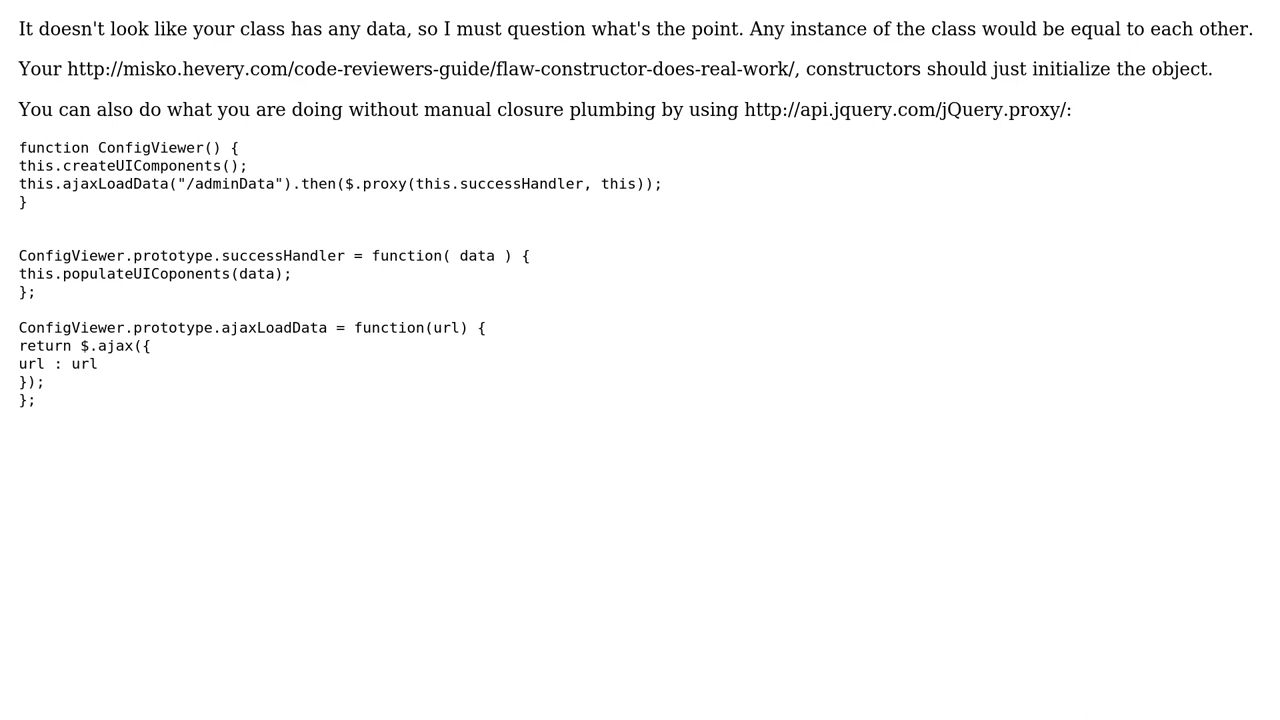 It doesn't look like your class has any data, so I must question what's the point. Any instance of the class would be equal to each other.
Your http://misko.hevery.com/code-reviewers-guide/flaw-constructor-does-real-work/, constructors should just initialize the object.
You can also do what you are doing without manual closure plumbing by using http://api.jquery.com/jQuery.proxy/:
function ConfigViewer() {
this.createUIComponents();
this.ajaxLoadData("/adminData").then($.proxy(this.successHandler, this));
}
ConfigViewer.prototype.successHandler = function( data ) {
this.populateUICoponents(data);
};
ConfigViewer.prototype.ajaxLoadData = function(url) {
return $.ajax({
url : url
});
};